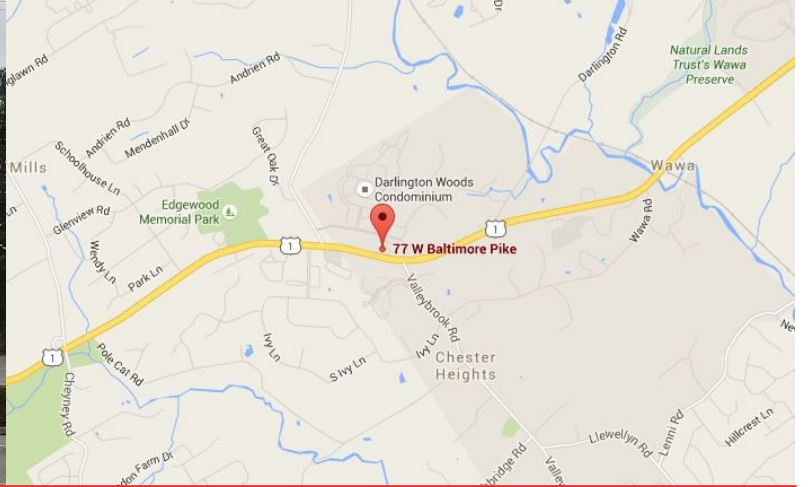 Dr
Natural Lands
Trust's Wawa
Preserve
Darlington Rd
Andrien Rd
Andrien Rd
Mendenhall Dr
Great Oak Dr
Schoolhouse Ln
Mills
Wawa
Darlington Woods
Condominium
Edgewood
Memorial Park
Glenview Rd
1
1
77 W Baltimore Pike
Wawa Rd
Wendy Ln
Park Ln
Valleybrook Rd
Ivy Ln
S Ivy Ln
Ivy Ln
Chester
Heights
1
Pole Cat Rd
Cheyney Rd
Lenni Rd
Hillcrest Ln
Llewellyn Rd
Farm Dr